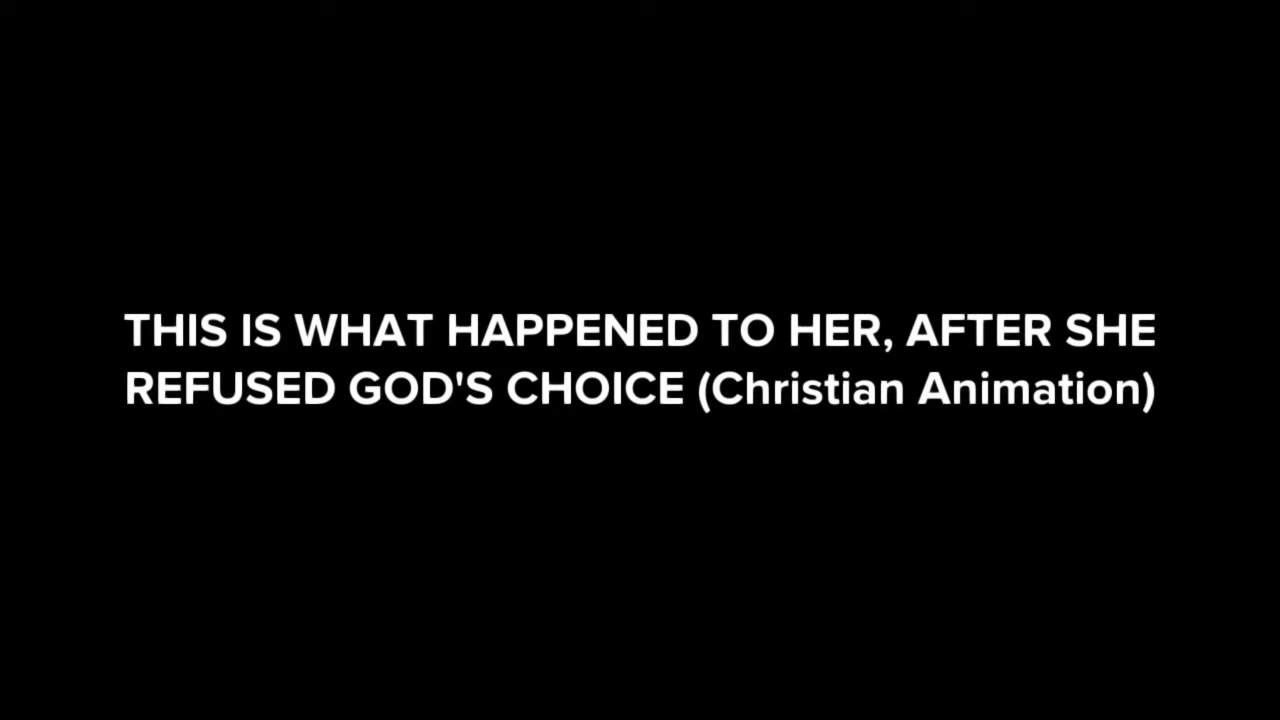 THIS IS WHAT HAPPENED TO HER, AFTER SHE
REFUSED GOD'S CHOICE (Christian Animation)